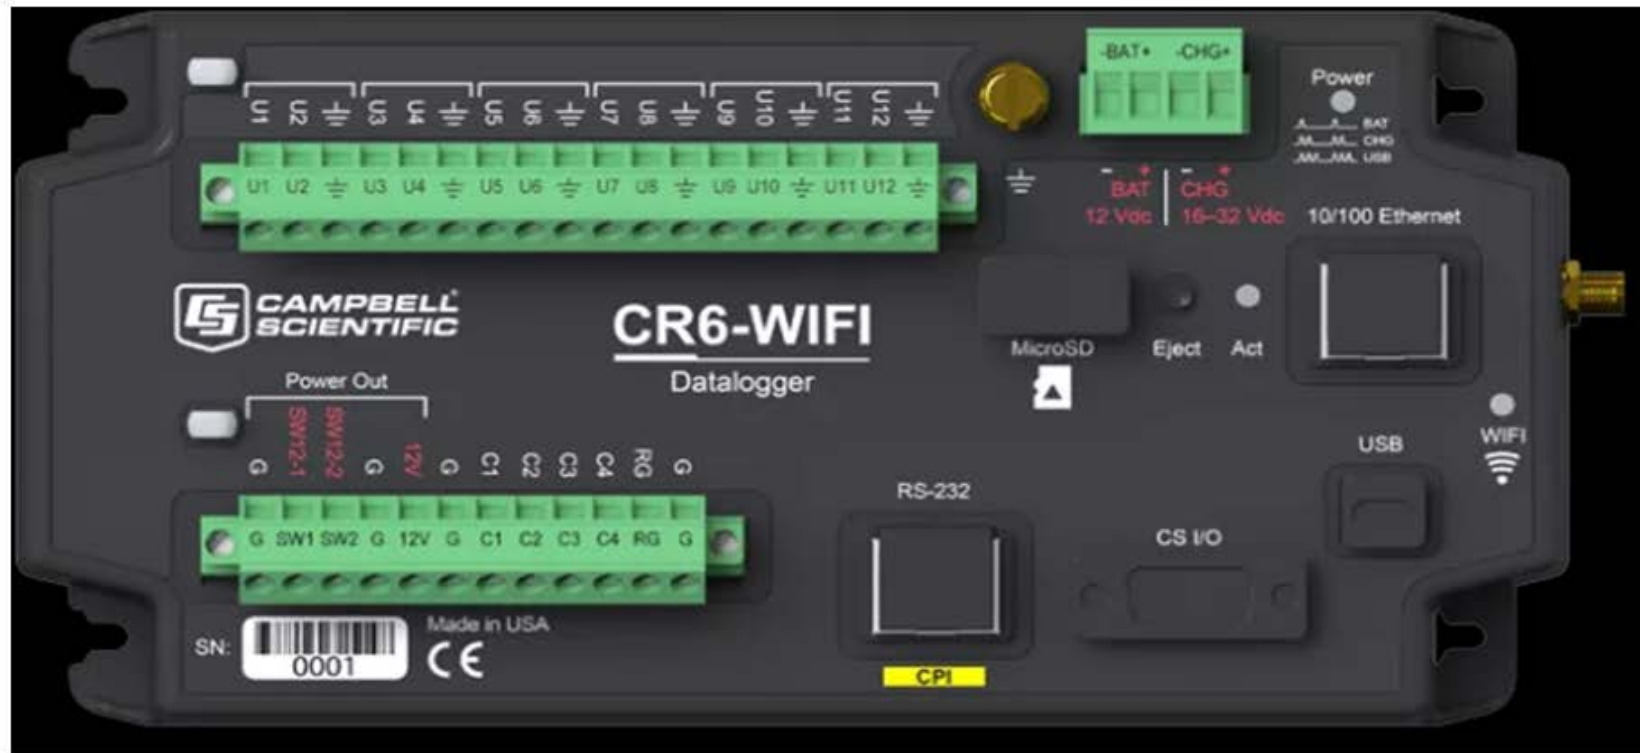 -BAT+ -CHG+
Power
BAT
CHG
USB
U1 U2 U3 U4 U5 U6 U7 U8 U9 U10 U11 U12
U1 U2 U3 U4 U5 U6 U7 U8 U9 U10 U11 U12
- + - +
BAT CHG
12 Vdc 16–32 Vdc
10/100 Ethernet
CAMPBELL
SCIENTIFIC
CR6-WIFI
Datalogger
MicroSD Eject Act
Power Out
WIFI
USB
G SW12-1 SW12-2 G 12V G C1 C2 C3 C4 RG G
G SW1 SW2 G 12V G C1 C2 C3 C4 RG G
RS-232
CS I/O
CPI
SN:
0001
Made in USA
CE